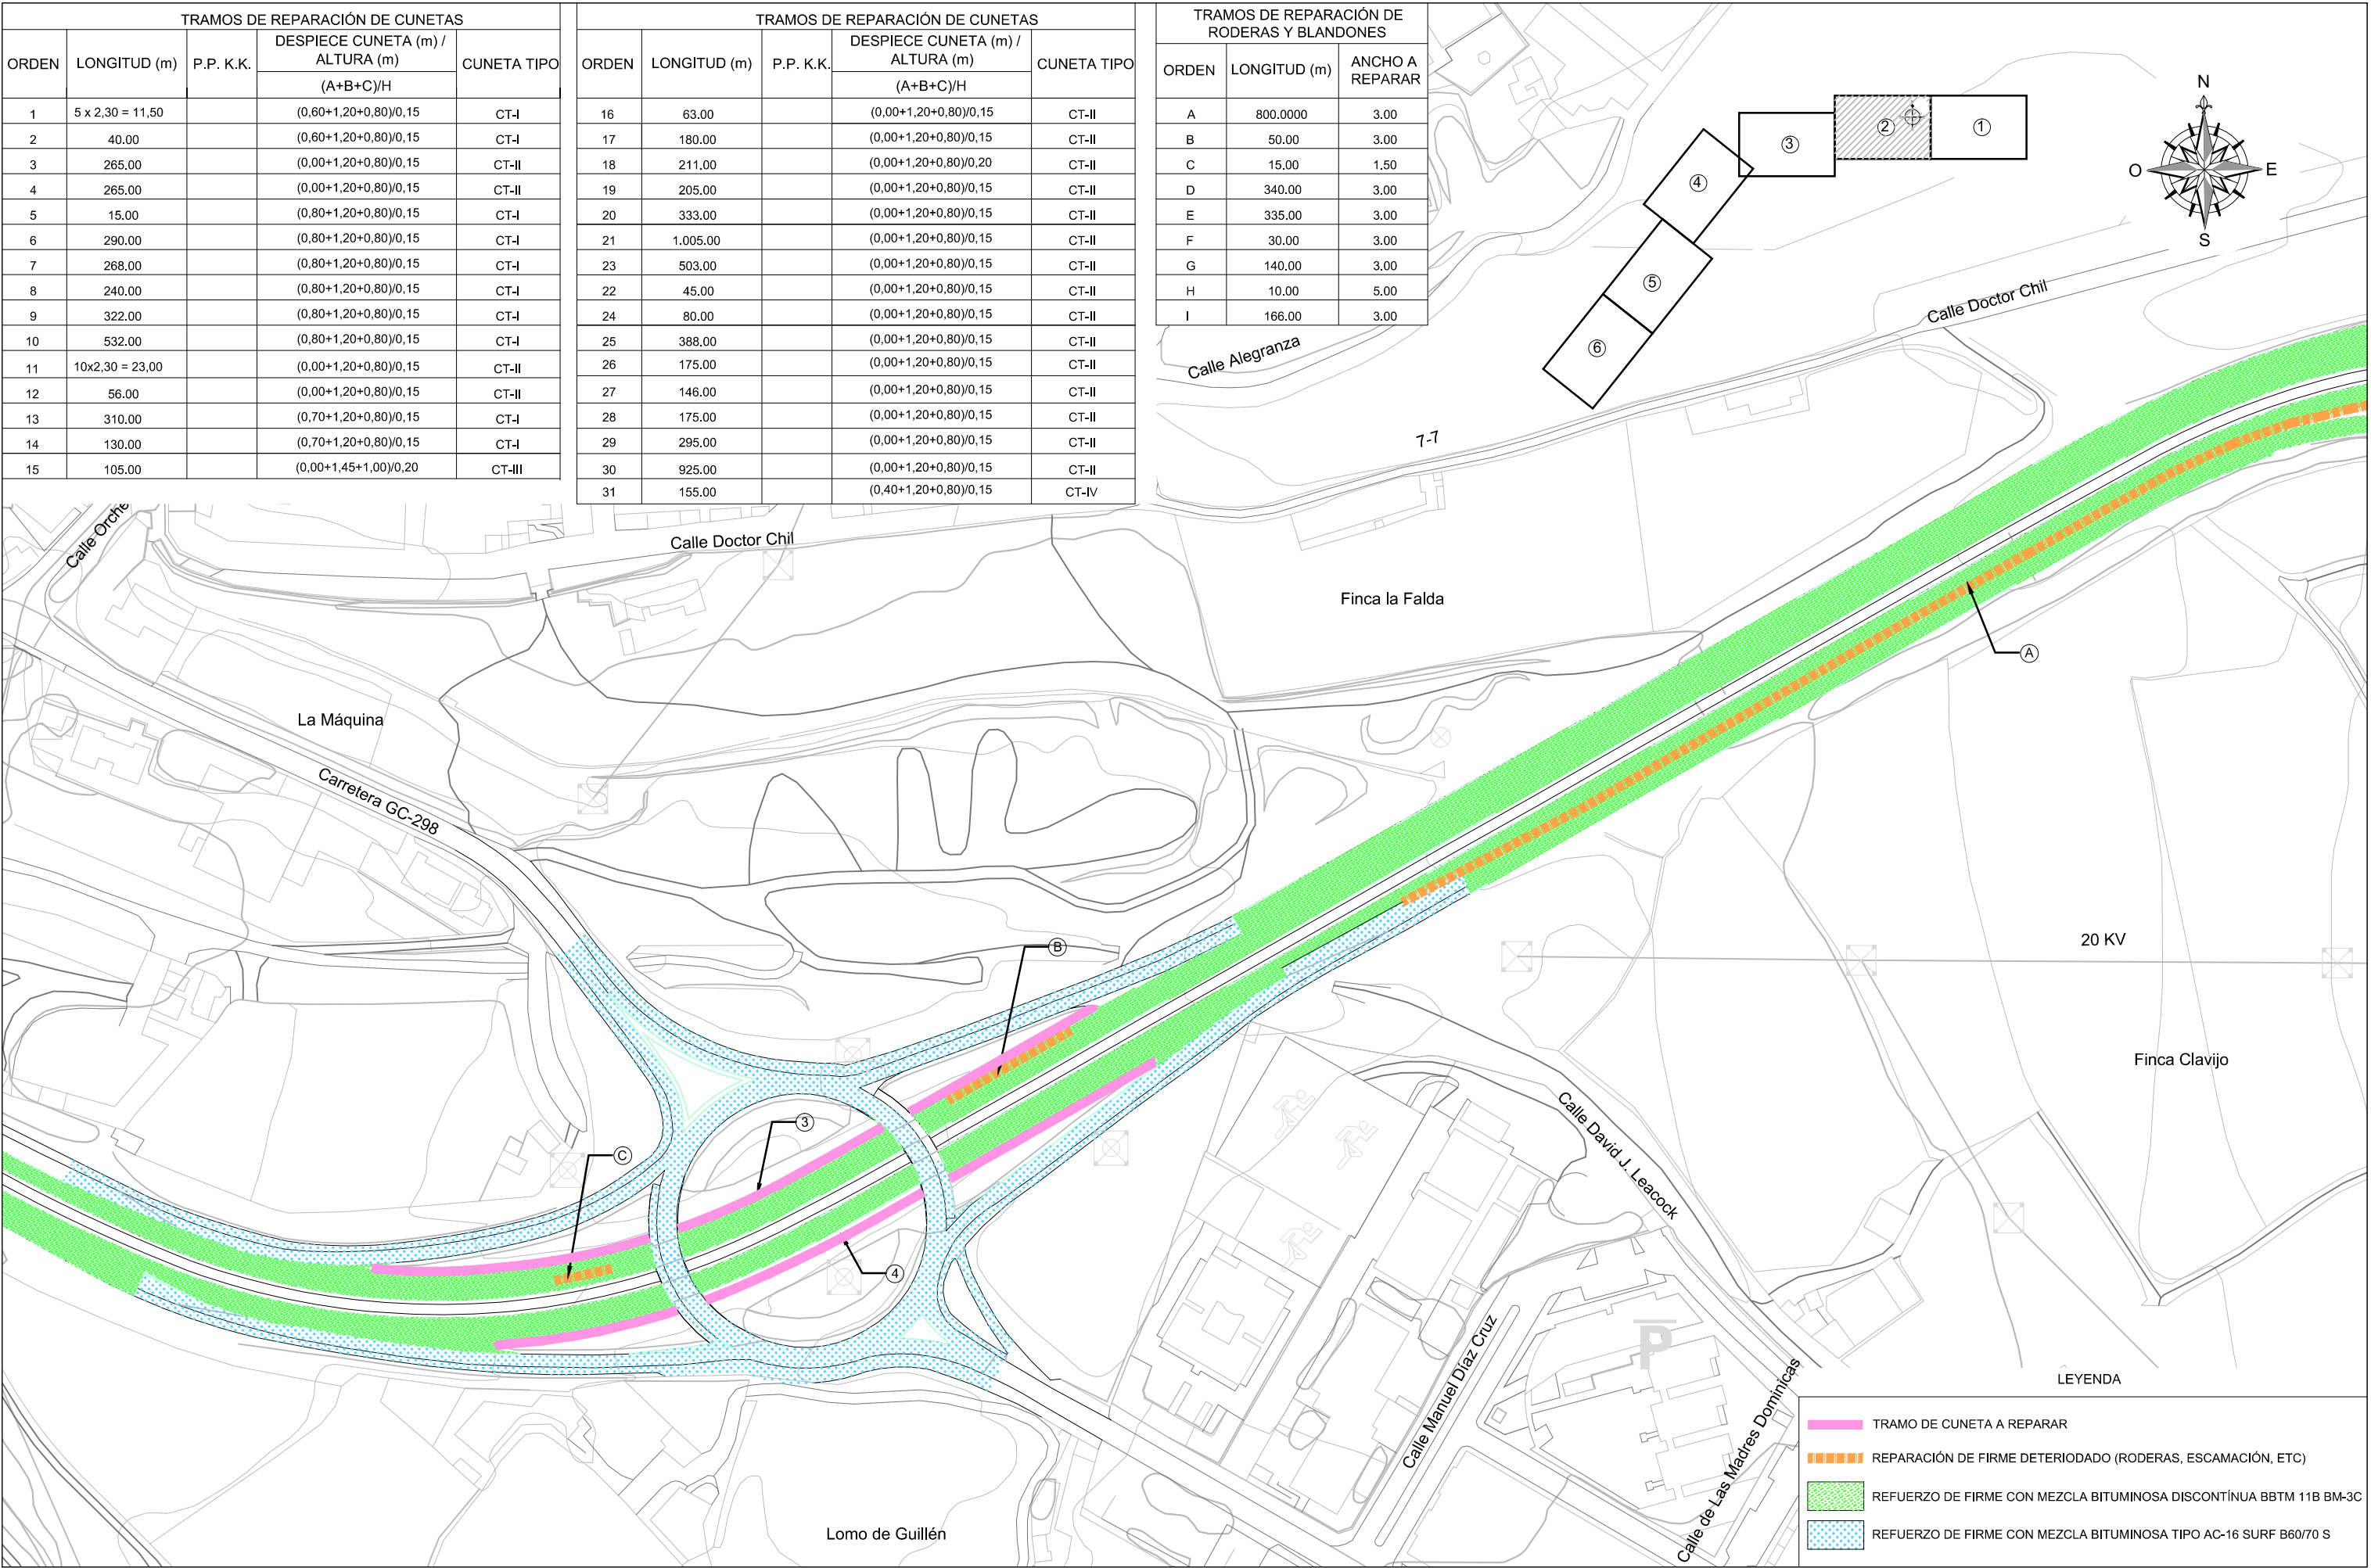 TRAMOS DE REPARACIÓN DE CUNETAS
ORDEN LONGITUD (m) P.P. K.K. DESPIECE CUNETA (m) / ALTURA (m) CUNETA TIPO
(A+B+C)/H
1 5 x 2,30 = 11,50 (0,60+1,20+0,80)/0,15 CT-I
2 40.00 (0,60+1,20+0,80)/0,15 CT-I
3 265.00 (0,00+1,20+0,80)/0,15 CT-II
4 265.00 (0,00+1,20+0,80)/0,15 CT-II
5 15.00 (0,80+1,20+0,80)/0,15 CT-I
6 290.00 (0,80+1,20+0,80)/0,15 CT-I
7 268.00 (0,80+1,20+0,80)/0,15 CT-I
8 240.00 (0,80+1,20+0,80)/0,15 CT-I
9 322.00 (0,80+1,20+0,80)/0,15 CT-I
10 532.00 (0,80+1,20+0,80)/0,15 CT-I
11 10x2,30 = 23,00 (0,00+1,20+0,80)/0,15 CT-II
12 56.00 (0,00+1,20+0,80)/0,15 CT-II
13 310.00 (0,70+1,20+0,80)/0,15 CT-I
14 130.00 (0,70+1,20+0,80)/0,15 CT-I
15 105.00 (0,00+1,45+1,00)/0,20 CT-III
TRAMOS DE REPARACIÓN DE CUNETAS
ORDEN LONGITUD (m) P.P. K.K. DESPIECE CUNETA (m) / ALTURA (m) CUNETA TIPO
(A+B+C)/H
16 63.00 (0,00+1,20+0,80)/0,15 CT-II
17 180.00 (0,00+1,20+0,80)/0,15 CT-II
18 211.00 (0,00+1,20+0,80)/0,20 CT-II
19 205.00 (0,00+1,20+0,80)/0,15 CT-II
20 333.00 (0,00+1,20+0,80)/0,15 CT-II
21 1.005.00 (0,00+1,20+0,80)/0,15 CT-II
23 503.00 (0,00+1,20+0,80)/0,15 CT-II
22 45.00 (0,00+1,20+0,80)/0,15 CT-II
24 80.00 (0,00+1,20+0,80)/0,15 CT-II
25 388.00 (0,00+1,20+0,80)/0,15 CT-II
26 175.00 (0,00+1,20+0,80)/0,15 CT-II
27 146.00 (0,00+1,20+0,80)/0,15 CT-II
28 175.00 (0,00+1,20+0,80)/0,15 CT-II
29 295.00 (0,00+1,20+0,80)/0,15 CT-II
30 925.00 (0,00+1,20+0,80)/0,15 CT-II
31 155.00 (0,40+1,20+0,80)/0,15 CT-IV
TRAMOS DE REPARACIÓN DE
RODERAS Y BLANDONES
ORDEN LONGITUD (m) ANCHO A REPARAR
A 800.0000 3.00
B 50.00 3.00
C 15.00 1.50
D 340.00 3.00
E 335.00 3.00
F 30.00 3.00
G 140.00 3.00
H 10.00 5.00
I 166.00 3.00
1
2
3
4
5
6
N
O
E
S
Calle Doctor Chil
Calle Alegranza
7-7
Calle Orche
Calle Doctor Chil
Finca la Falda
A
La Máquina
Carretera GC-298
B
20 KV
Finca Clavijo
3
C
4
Calle David J. Leacock
Calle Manuel Díaz Cruz
P
Calle de Las Madres Dominicas
Lomo de Guillén
LEYENDA
TRAMO DE CUNETA A REPARAR
REPARACIÓN DE FIRME DETERIODADO (RODERAS, ESCAMACIÓN, ETC)
REFUERZO DE FIRME CON MEZCLA BITUMINOSA DISCONTÍNUA BBTM 11B BM-3C
REFUERZO DE FIRME CON MEZCLA BITUMINOSA TIPO AC-16 SURF B60/70 S